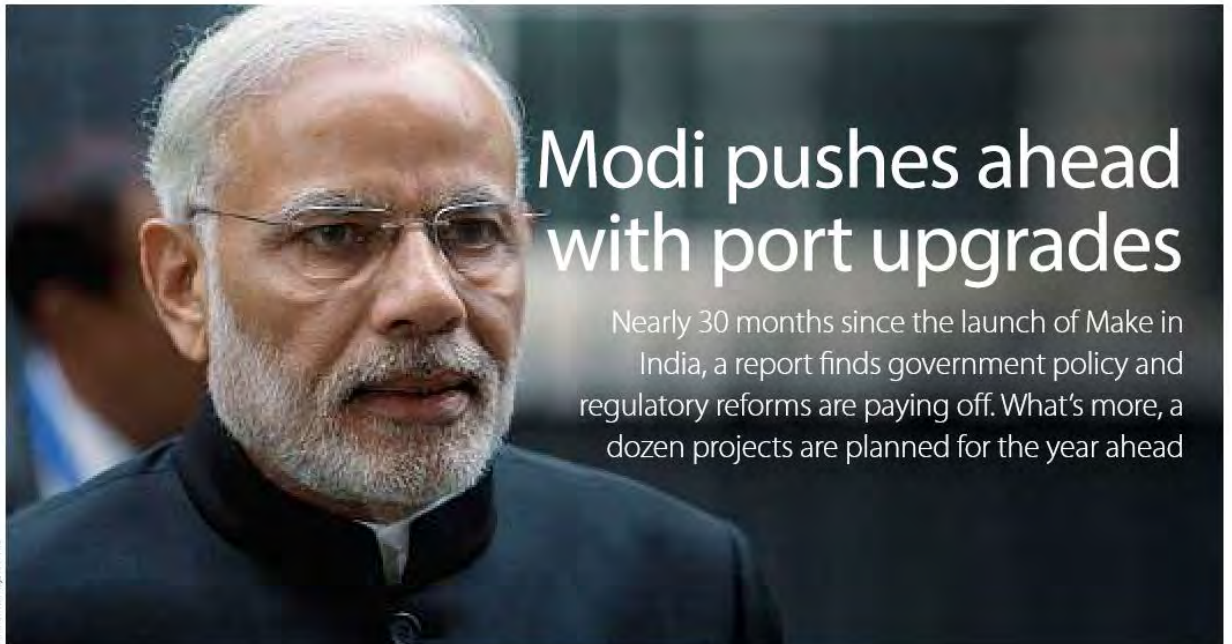 Modi pushes ahead
with port upgrades
Nearly 30 months since the launch of Make in
India, a report finds government policy and
regulatory reforms are paying off. What's more, a
dozen projects are planned for the year ahead